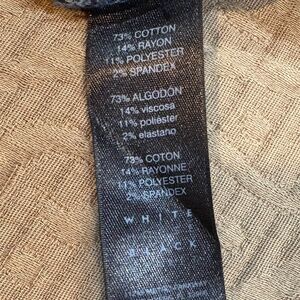 73% COTTON
14% RAYON
11% POLYESTER
2% SPANDEX
73% ALGODÓN
14% viscosa
11% poliéster
2% elastano
73% COTON
14% RAYONNE
11% POLYESTER
2% SPANDEX
WHITE
BLACK